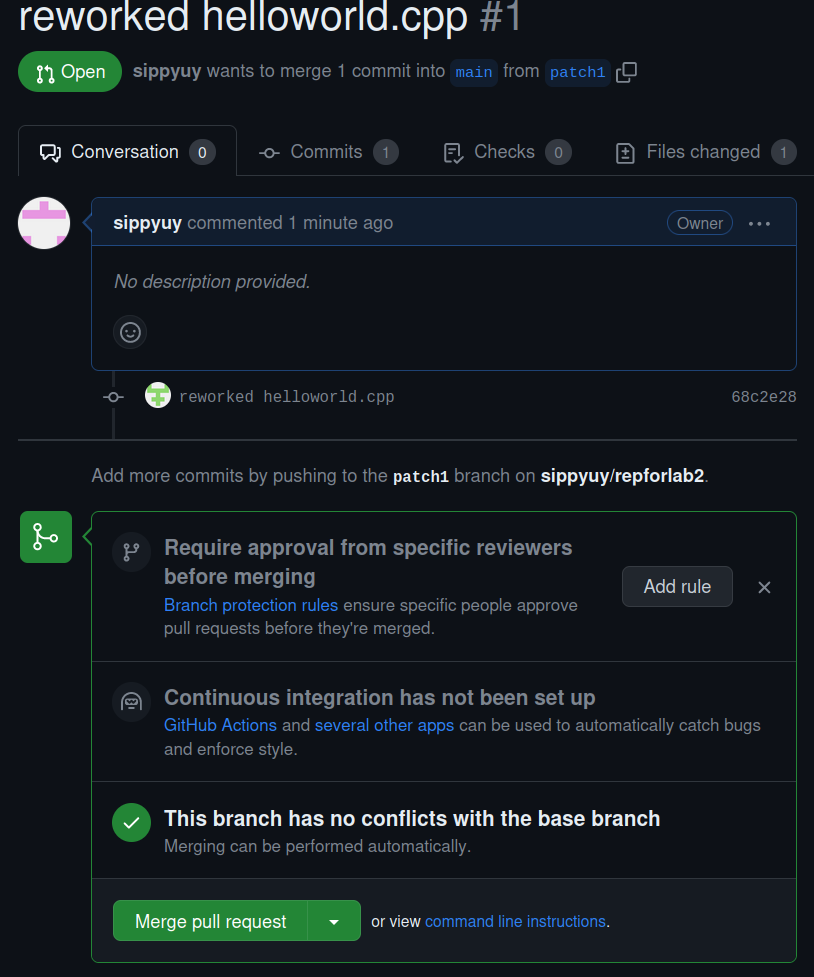 reworked helloworld.cpp #1
Open sippyuy wants to merge 1 commit into main from patch1
Conversation 0 Commits 1 Checks 0 Files changed 1
sippyuy commented 1 minute ago Owner
No description provided.
reworked helloworld.cpp 68c2e28
Add more commits by pushing to the patch1 branch on sippyuy/repforlab2.
Require approval from specific reviewers
before merging
Branch protection rules ensure specific people approve
pull requests before they're merged.
Add rule
Continuous integration has not been set up
GitHub Actions and several other apps can be used to automatically catch bugs
and enforce style.
This branch has no conflicts with the base branch
Merging can be performed automatically.
Merge pull request or view command line instructions.